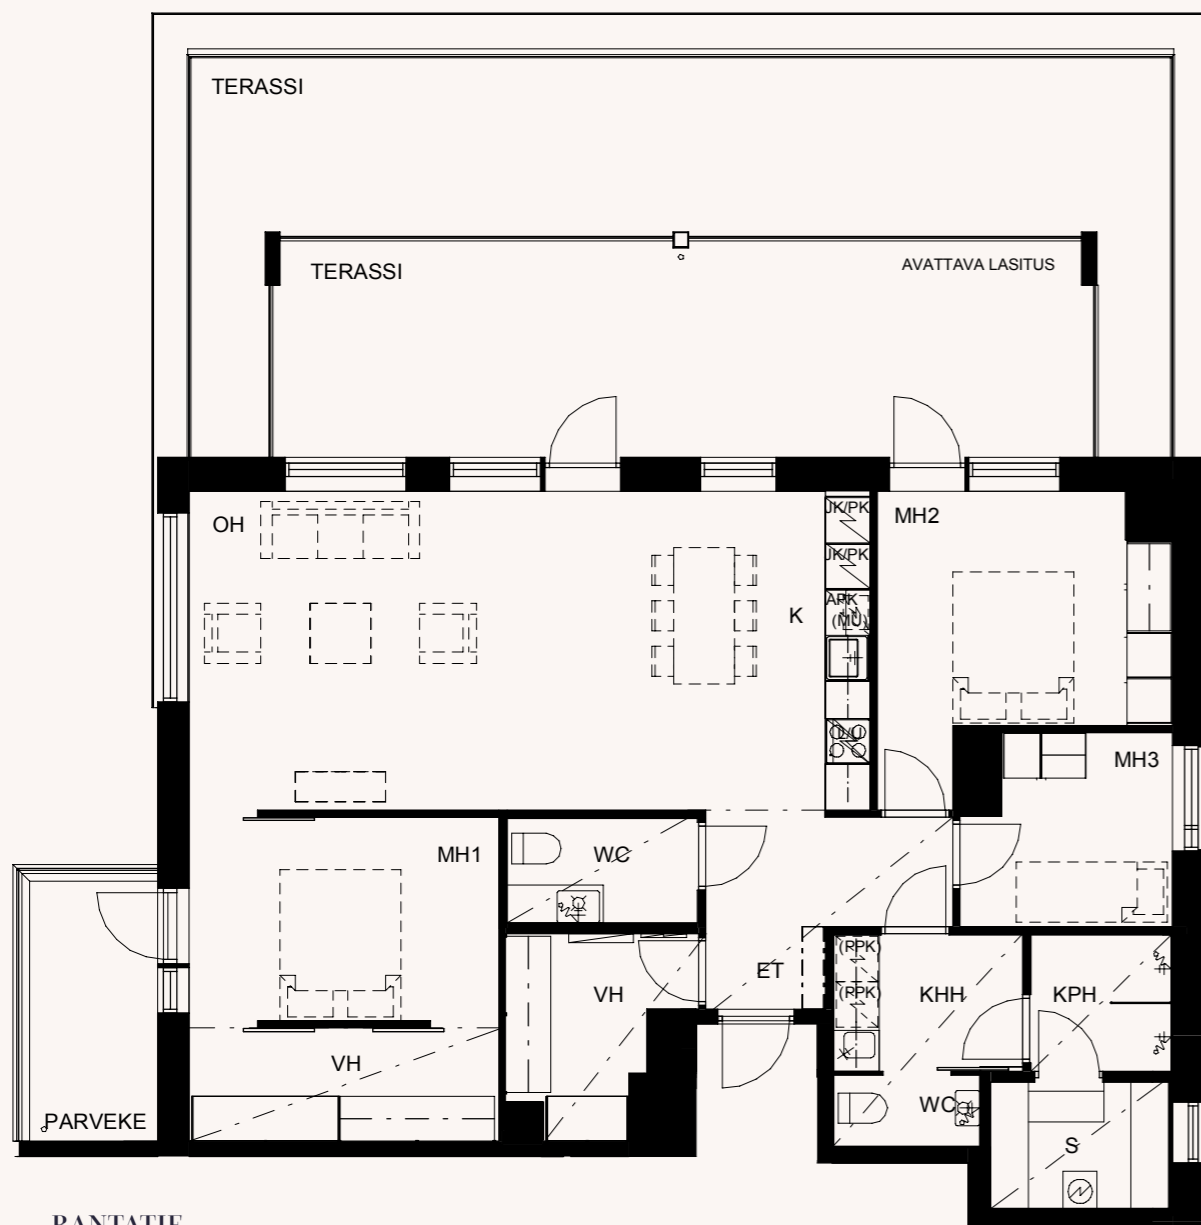 TERASSI
TERASSI
AVATTAVA LASITUS
OH
JK/PK
MH2
JK/PK
APK
(MU)
K
L/U
MH3
MH1
WC
ET
(RPK)
(RPK)
VH
KHH
KPH
VH
PARVEKE
WC
S
RANTATIE